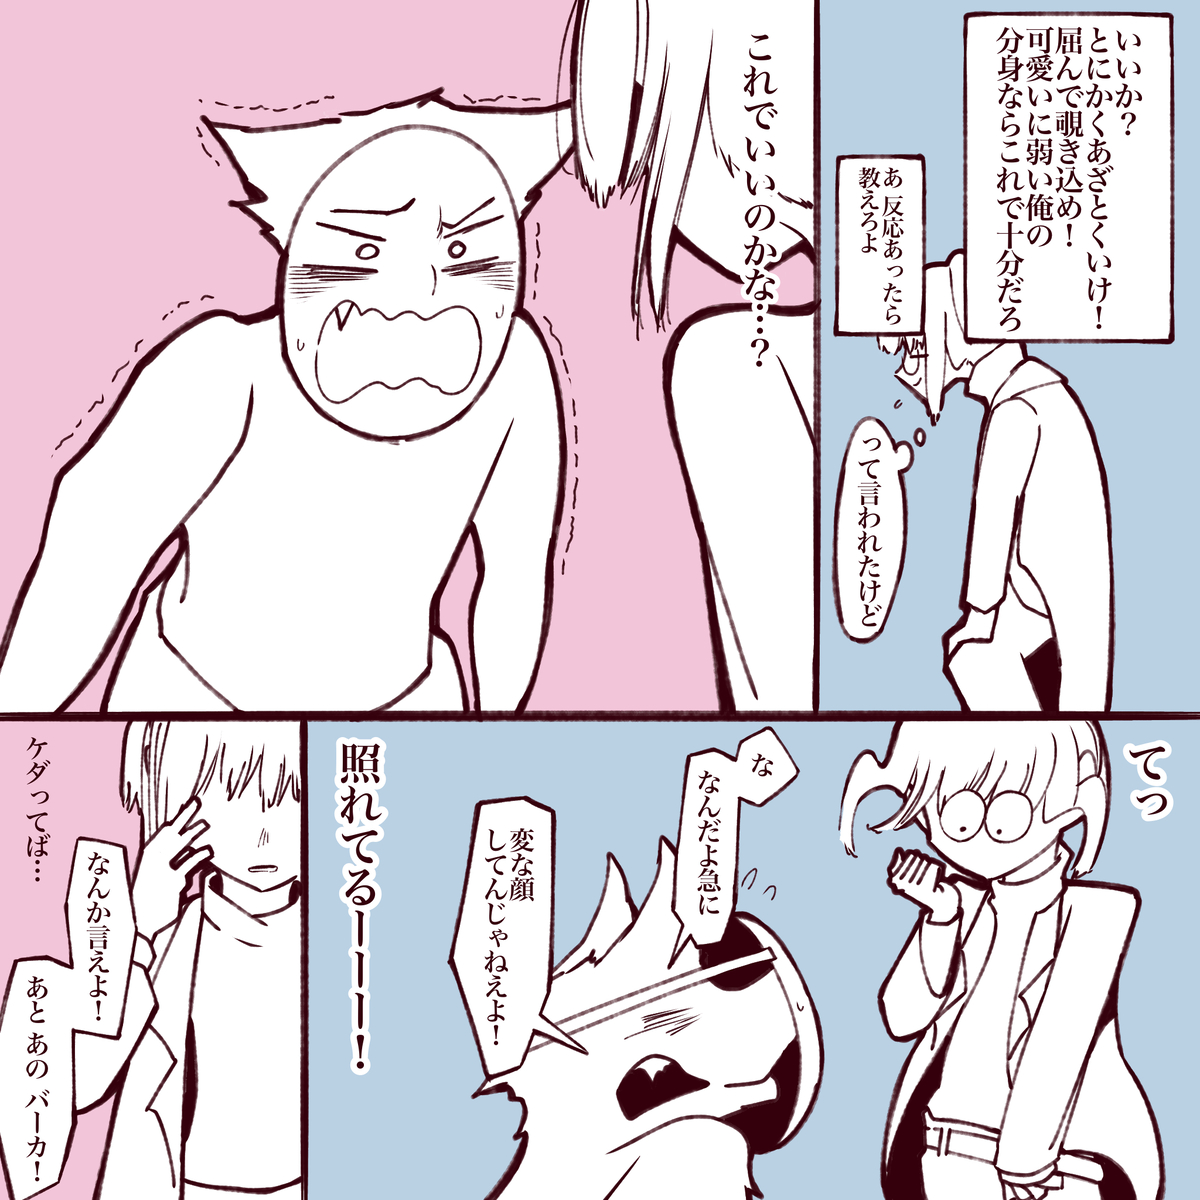 いいか？
とにかくあざとくいけ！
屈んで覗き込め！
可愛いに弱い俺の
分身ならこれで十分だろ
あ 反応あったら
教えろよ
って言われたけど
これでいいのかな…？
てっ
な
なんだよ急に
変な顔
してんじゃねえよ！
照れてるーーー！
ケダってば…
なんか言えよ！
あと あの バーカ！